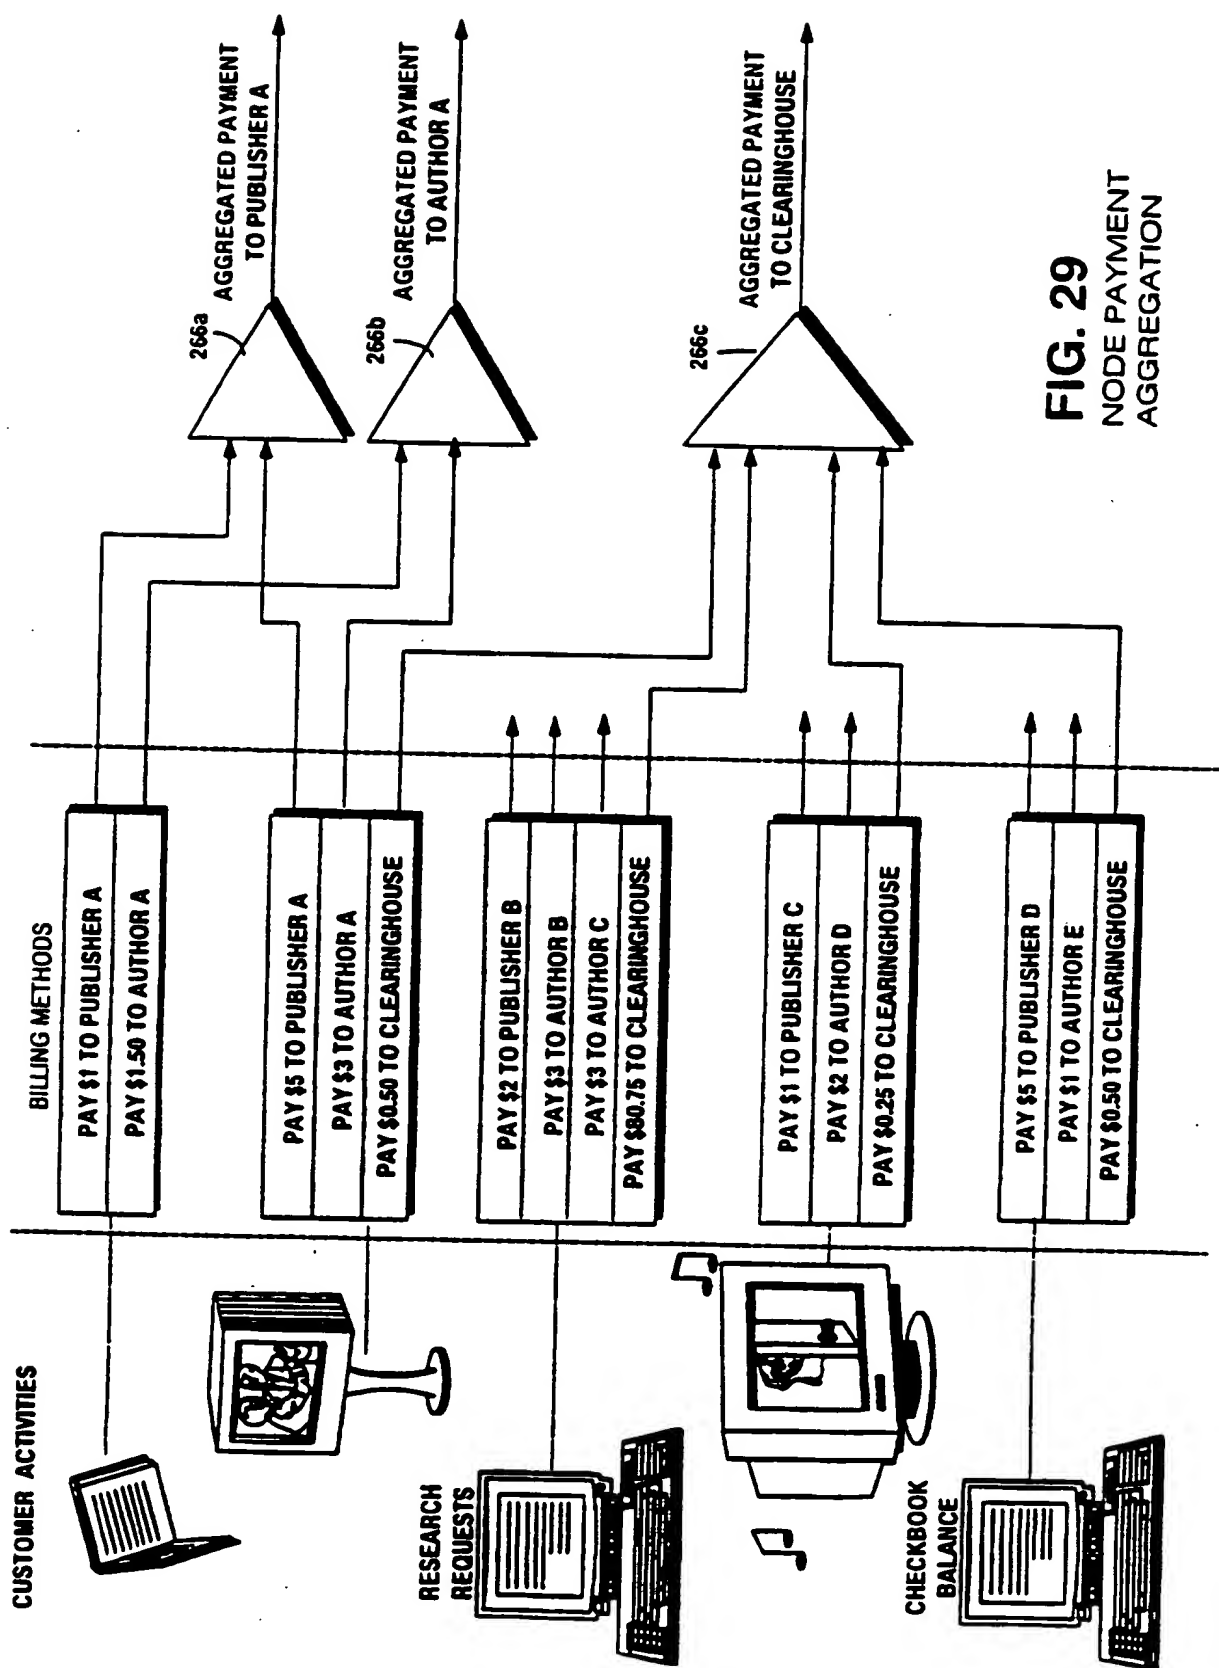 CUSTOMER ACTIVITIES
RESEARCH
REQUESTS
CHECKBOOK
BALANCE
BILLING METHODS
PAY $1 TO PUBLISHER A
PAY $1.50 TO AUTHOR A
PAY $5 TO PUBLISHER A
PAY $3 TO AUTHOR A
PAY $0.50 TO CLEARINGHOUSE
PAY $2 TO PUBLISHER B
PAY $3 TO AUTHOR B
PAY $3 TO AUTHOR C
PAY $80.75 TO CLEARINGHOUSE
PAY $1 TO PUBLISHER C
PAY $2 TO AUTHOR D
PAY $0.25 TO CLEARINGHOUSE
PAY $5 TO PUBLISHER D
PAY $1 TO AUTHOR E
PAY $0.50 TO CLEARINGHOUSE
266a
AGGREGATED PAYMENT
TO PUBLISHER A
266b
AGGREGATED PAYMENT
TO AUTHOR A
266c
AGGREGATED PAYMENT
TO CLEARINGHOUSE
FIG. 29
NODE PAYMENT
AGGREGATION